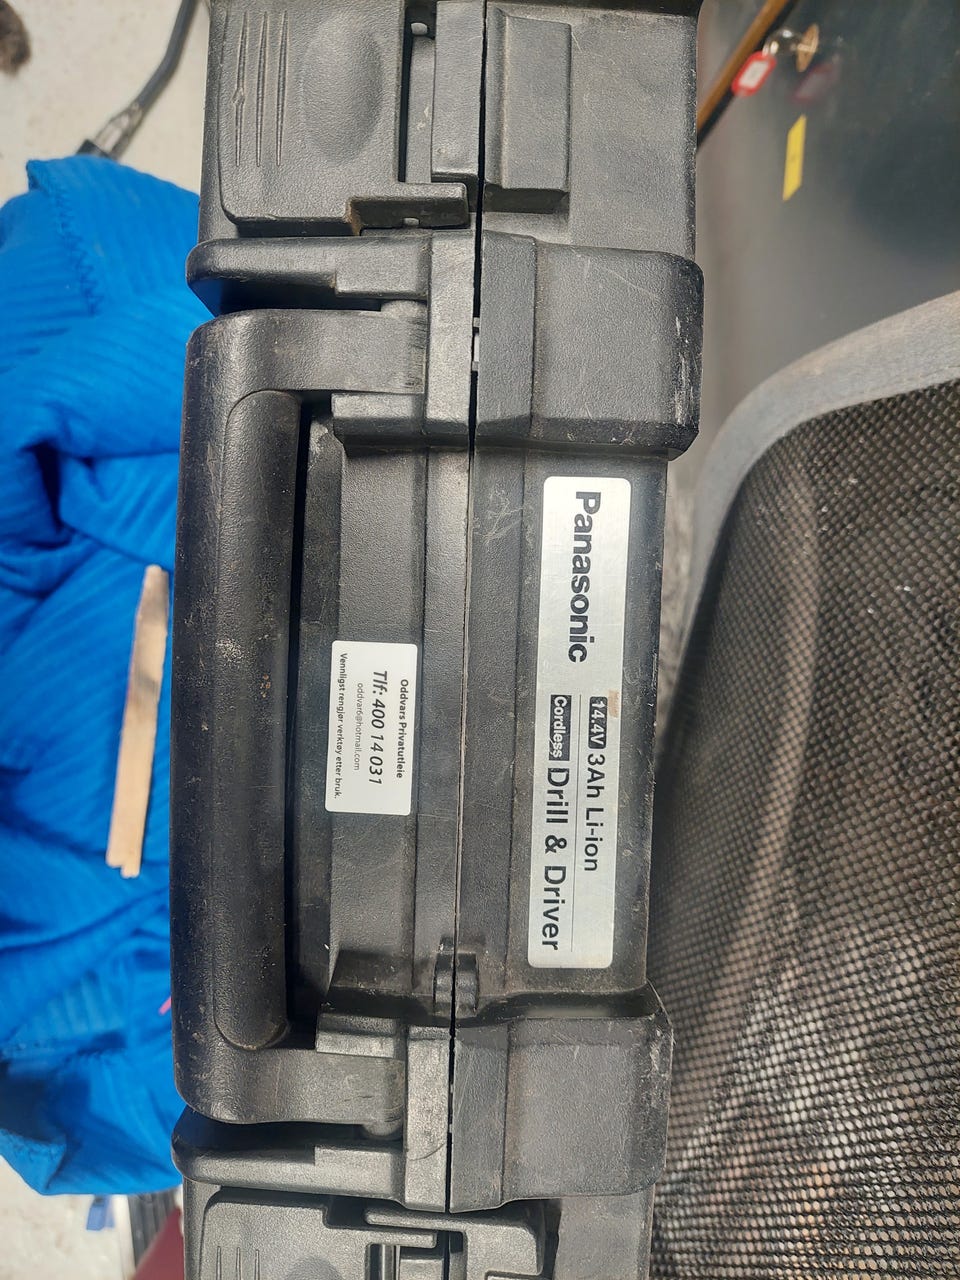 Panasonic
14.4V 3Ah Li-ion
Cordless Drill & Driver
Oddvars Privatutleie
Tlf: 400 14 031
oddvar6@hotmail.com
Vennligst rengjør verktøy etter bruk.